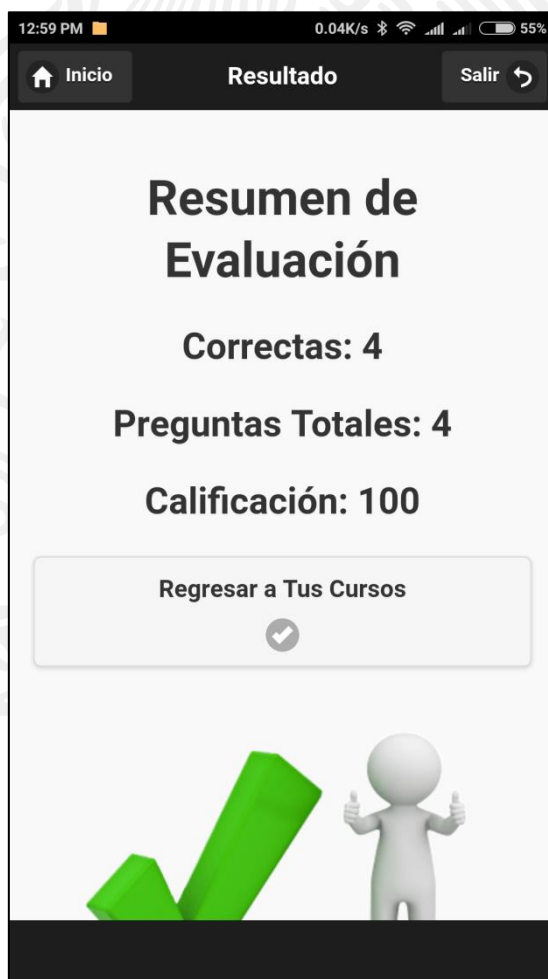 12:59 PM 0.04K/s 55%
Inicio Resultado Salir
Resumen de
Evaluación
Correctas: 4
Preguntas Totales: 4
Calificación: 100
Regresar a Tus Cursos